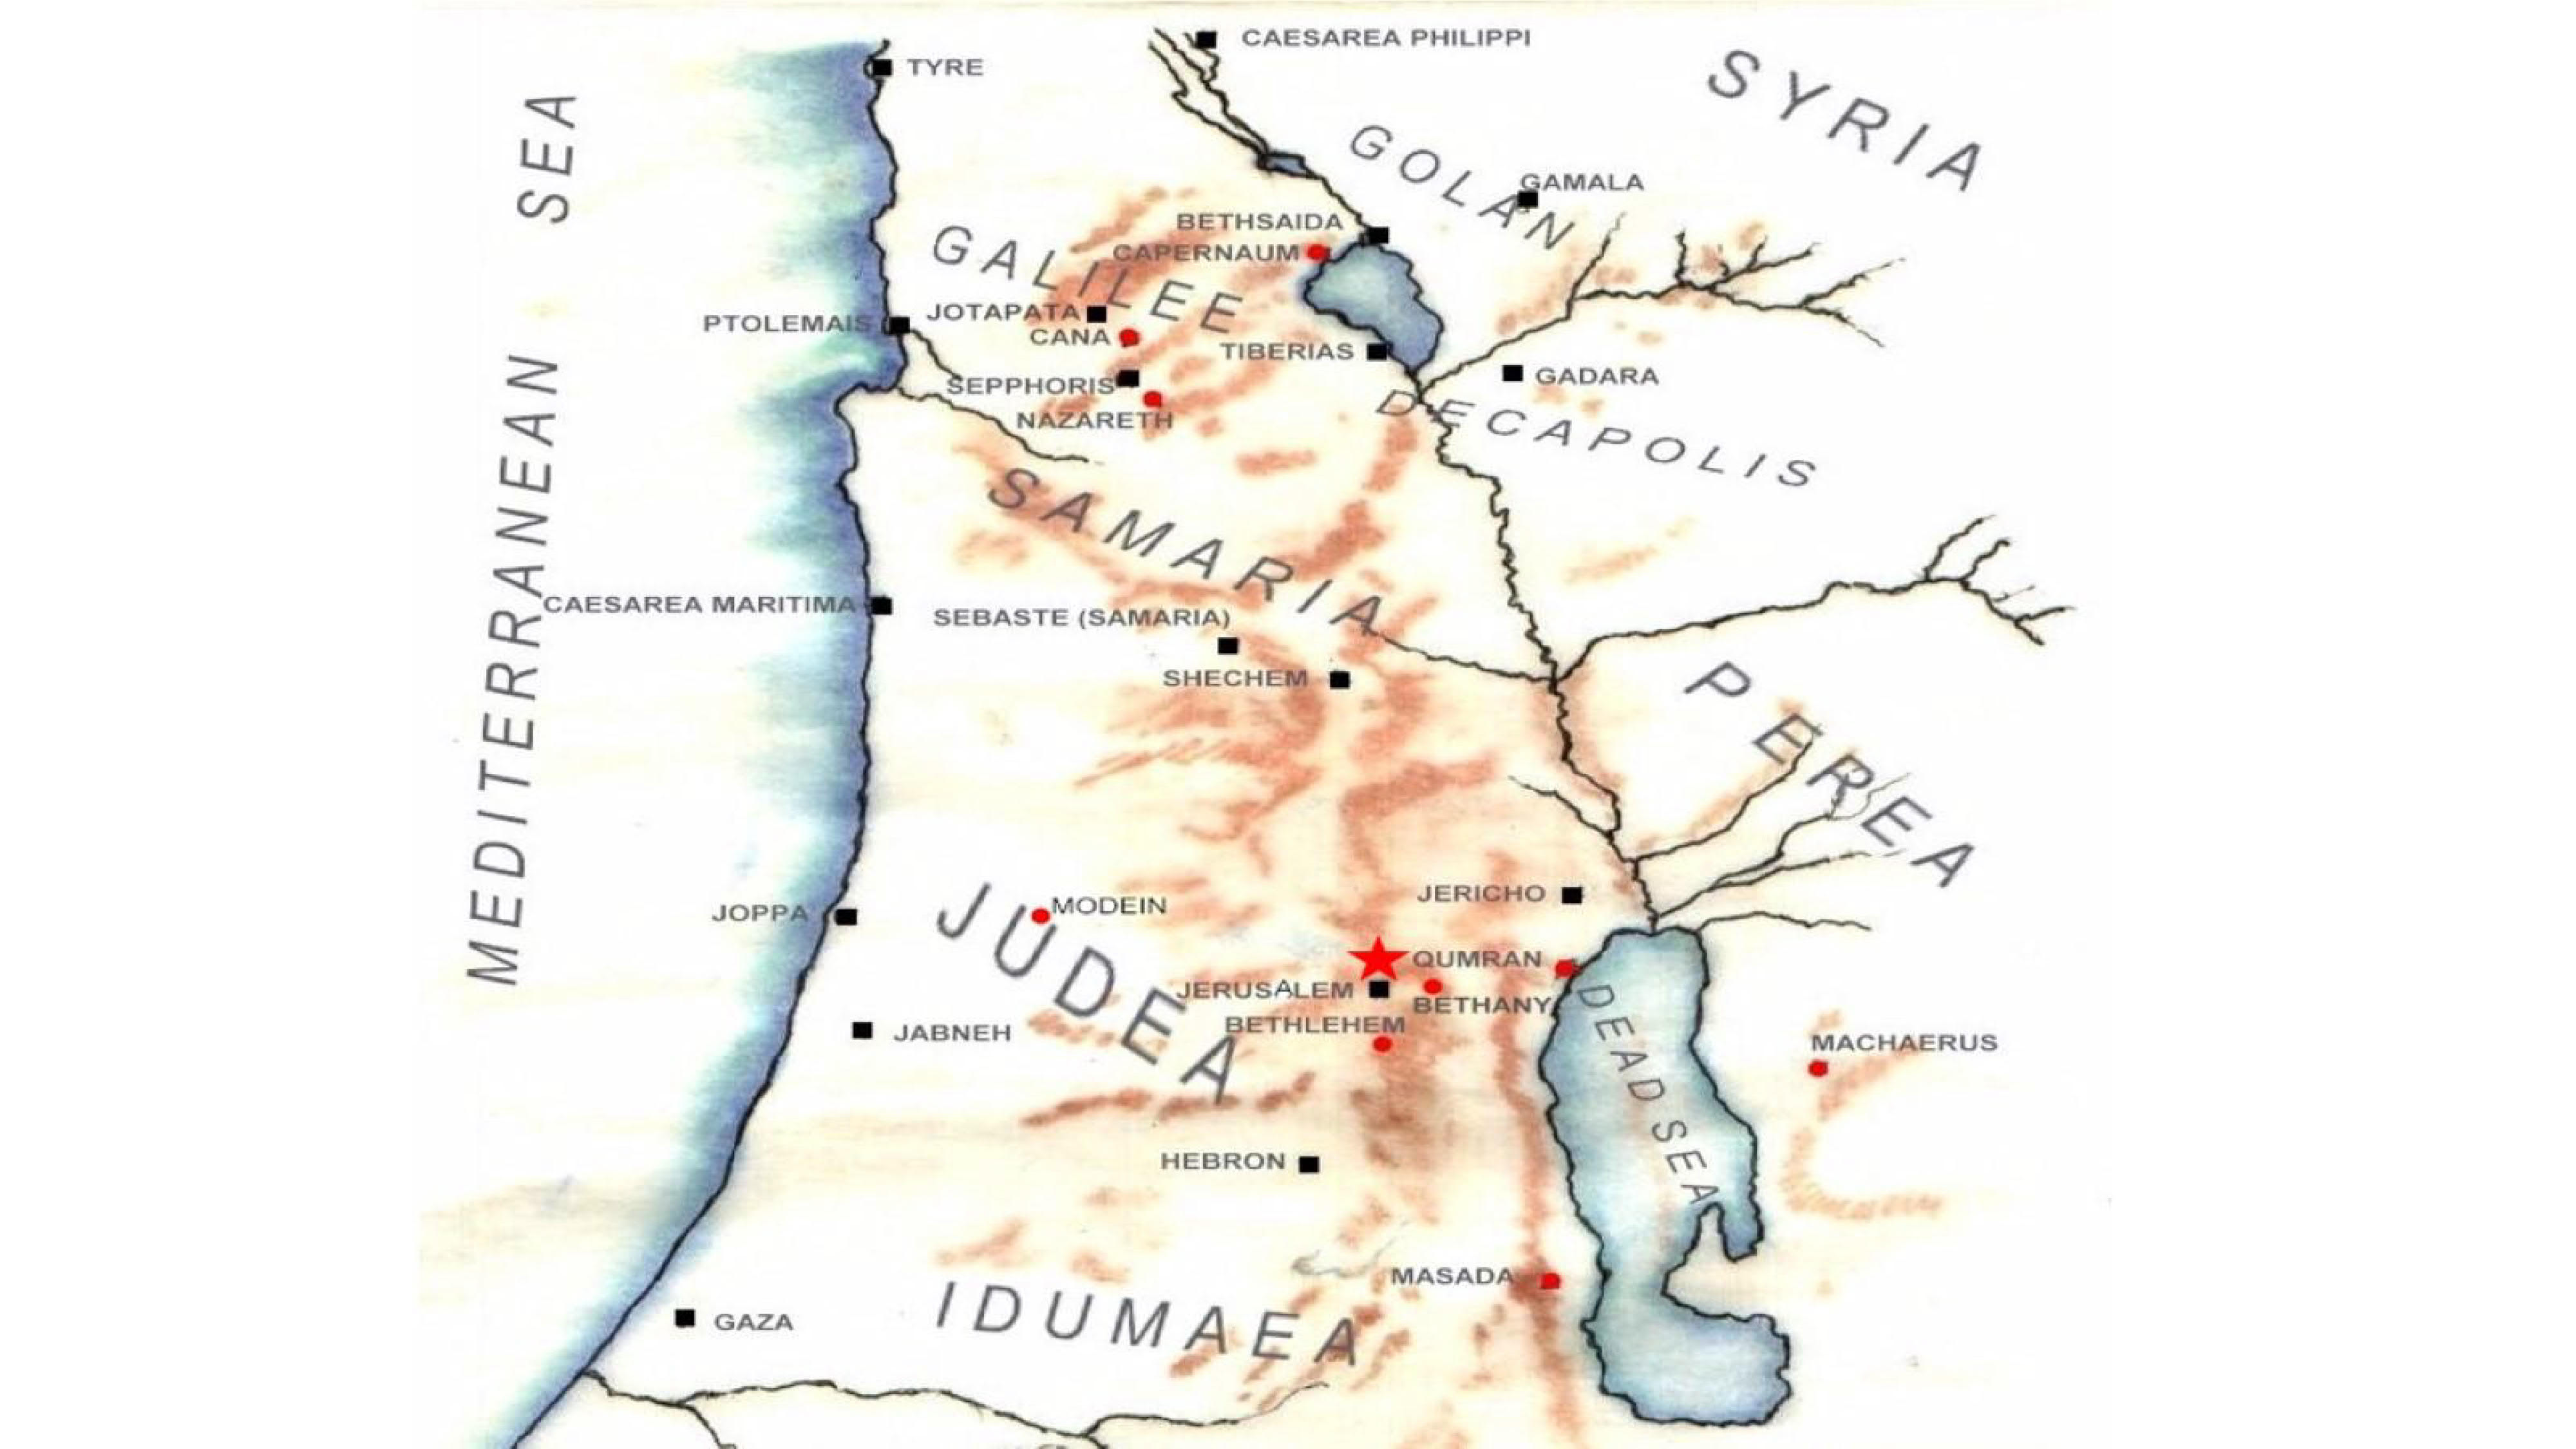 CAESAREA PHILIPPI
TYRE
SYRIA
MEDITERRANEAN SEA
GOLAN
GAMALA
BETHSAIDA
CAPERNAUM
GALILEE
JOTAPATA
PTOLEMAIS
CANA
TIBERIAS
SEPPHORIS
GADARA
NAZARETH
DECAPOLIS
SAMARIA
CAESAREA MARITIMA
SEBASTE (SAMARIA)
SHECHEM
PEREA
JERICHO
MODEIN
JOPPA
JUDEA
QUMRAN
JERUSALEM
BETHANY
BETHLEHEM
JABNEH
DEAD SEA
MACHAERUS
HEBRON
MASADA
IDUMAEA
GAZA